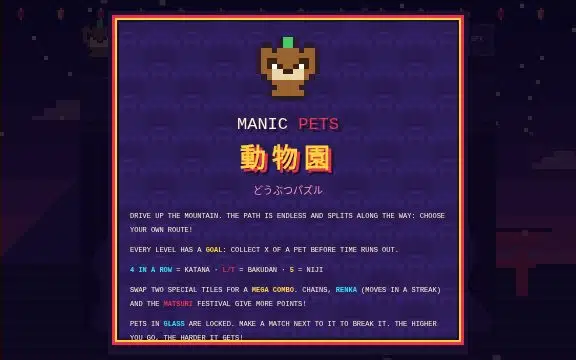 MANIC PETS
動物園
どうぶつパズル
DRIVE UP THE MOUNTAIN. THE PATH IS ENDLESS AND SPLITS ALONG THE WAY: CHOOSE
YOUR OWN ROUTE!
EVERY LEVEL HAS A GOAL: COLLECT X OF A PET BEFORE TIME RUNS OUT.
4 IN A ROW = KATANA · L/T = BAKUDAN · 5 = NIJI
SWAP TWO SPECIAL TILES FOR A MEGA COMBO. CHAINS, RENKA (MOVES IN A STREAK)
AND THE MATSURI FESTIVAL GIVE MORE POINTS!
PETS IN GLASS ARE LOCKED. MAKE A MATCH NEXT TO IT TO BREAK IT. THE HIGHER
YOU GO, THE HARDER IT GETS!